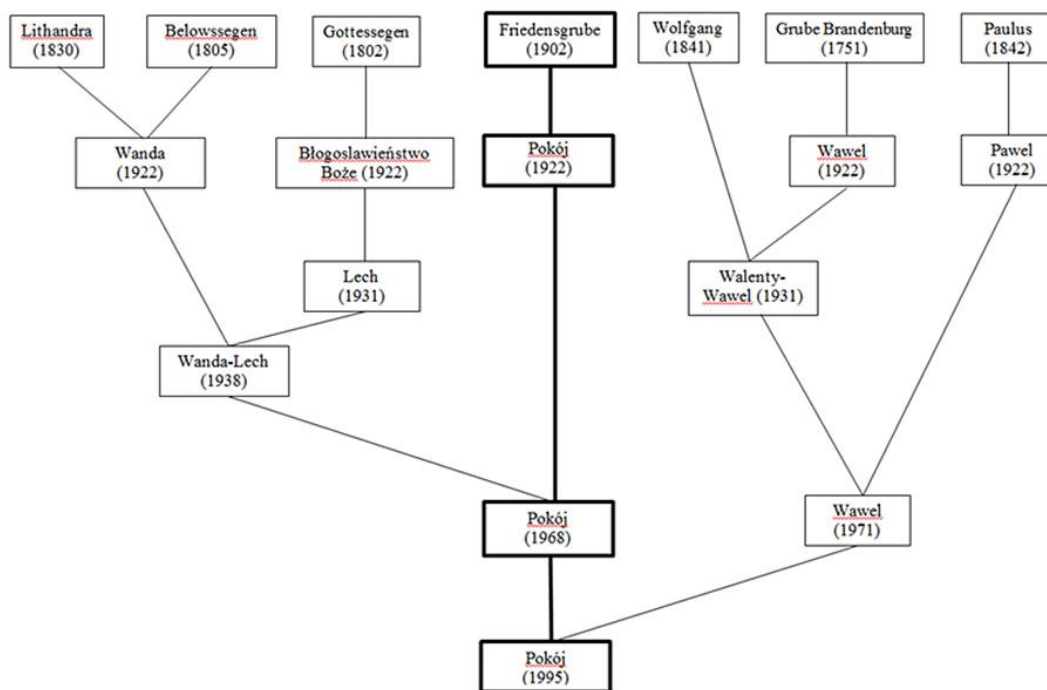 Lithandra
(1830)
Belowssegen
(1805)
Gottessegen
(1802)
Friedensgrube
(1902)
Wolfgang
(1841)
Grube Brandenburg
(1751)
Paulus
(1842)
Wanda
(1922)
Błogoslawieństwo
Boże (1922)
Pokój
(1922)
Wawel
(1922)
Pawel
(1922)
Lech
(1931)
Walenty-
Wawel (1931)
Wanda-Lech
(1938)
Pokój
(1968)
Wawel
(1971)
Pokój
(1995)